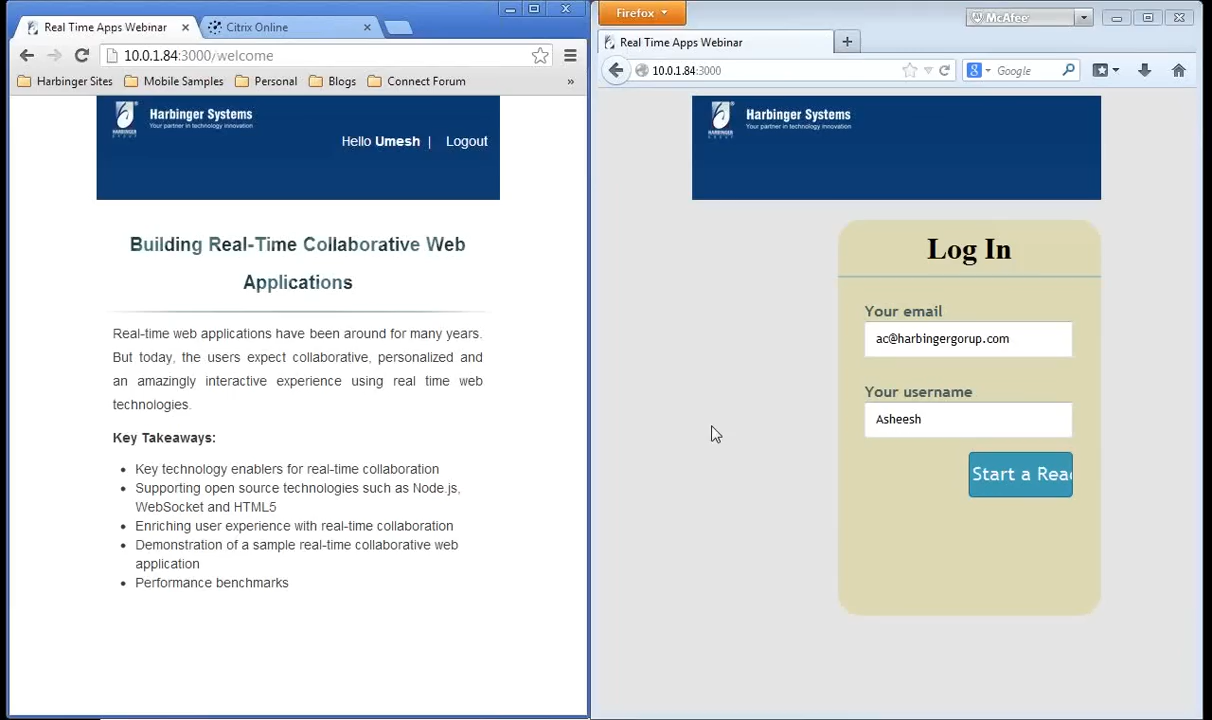 Real Time Apps Webinar
Citrix Online
10.0.1.84:3000/welcome
Harbinger Sites
Mobile Samples
Personal
Blogs
Connect Forum
»
HARBINGER
Harbinger Systems
Your partner in technology innovation
Hello Umesh | Logout
Building Real-Time Collaborative Web
Applications
Real-time web applications have been around for many years.
But today, the users expect collaborative, personalized and
an amazingly interactive experience using real time web
technologies.
Key Takeaways:
• Key technology enablers for real-time collaboration
• Supporting open source technologies such as Node.js,
WebSocket and HTML5
• Enriching user experience with real-time collaboration
• Demonstration of a sample real-time collaborative web
application
• Performance benchmarks
Firefox
McAfee
Real Time Apps Webinar
10.0.1.84:3000
Google
HARBINGER
Harbinger Systems
Your partner in technology innovation
Log In
Your email
ac@harbingergorup.com
Your username
Asheesh
Start a Rea